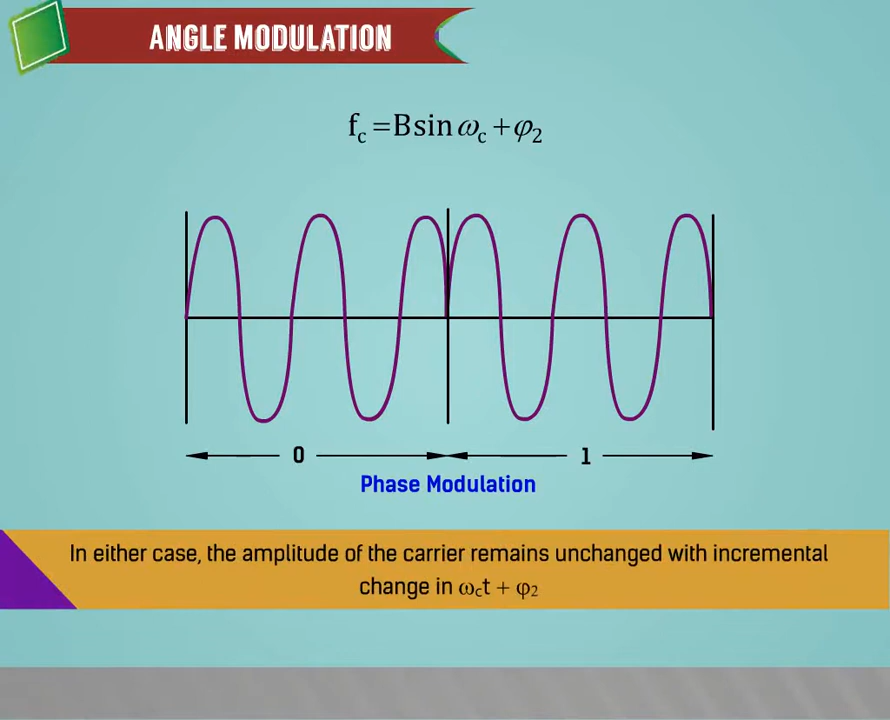 ANGLE MODULATION
f_c =Bsin ω_c +φ_2
0 1
Phase Modulation
In either case, the amplitude of the carrier remains unchanged with incremental
change in ω_ct + φ_2